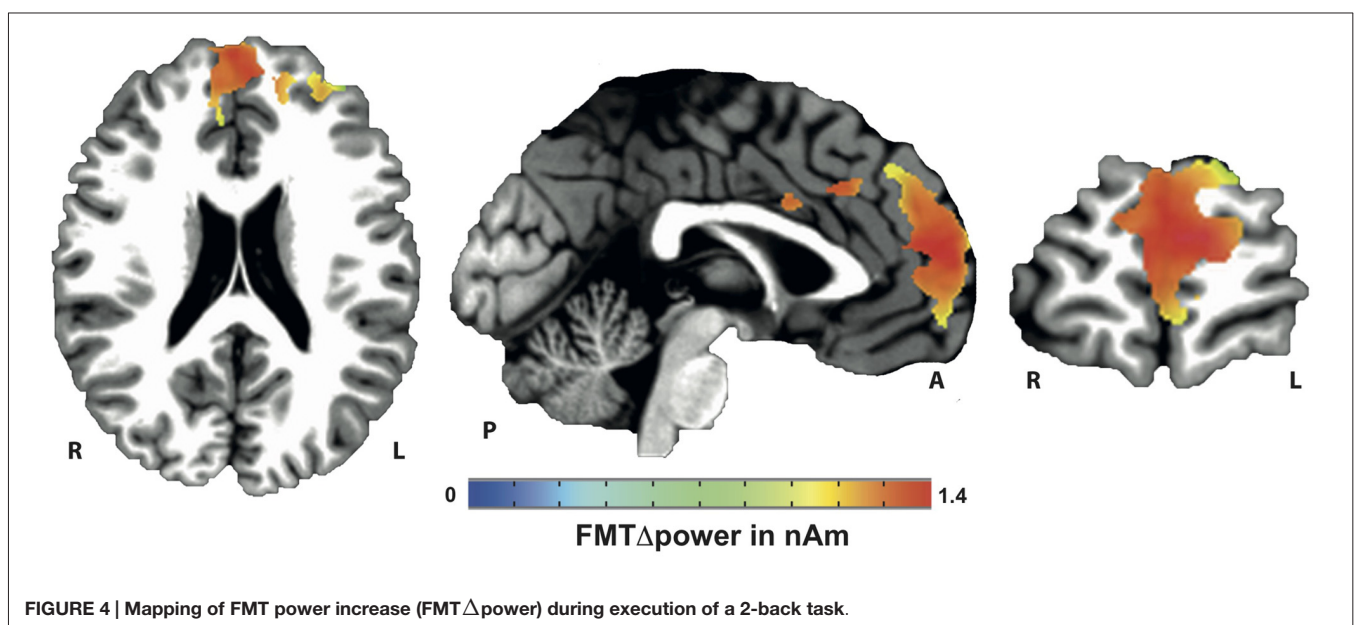 R
L
P
A
R
L
0
1.4
FMTΔpower in nAm
FIGURE 4 | Mapping of FMT power increase (FMTΔpower) during execution of a 2-back task.